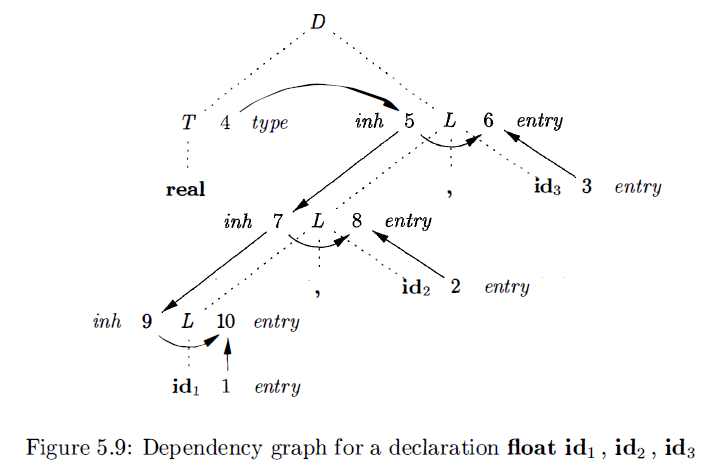 D
T 4 type inh 5 L 6 entry
real , id₃ 3 entry
inh 7 L 8 entry
, id₂ 2 entry
inh 9 L 10 entry
id₁ 1 entry
Figure 5.9: Dependency graph for a declaration float id₁ , id₂ , id₃